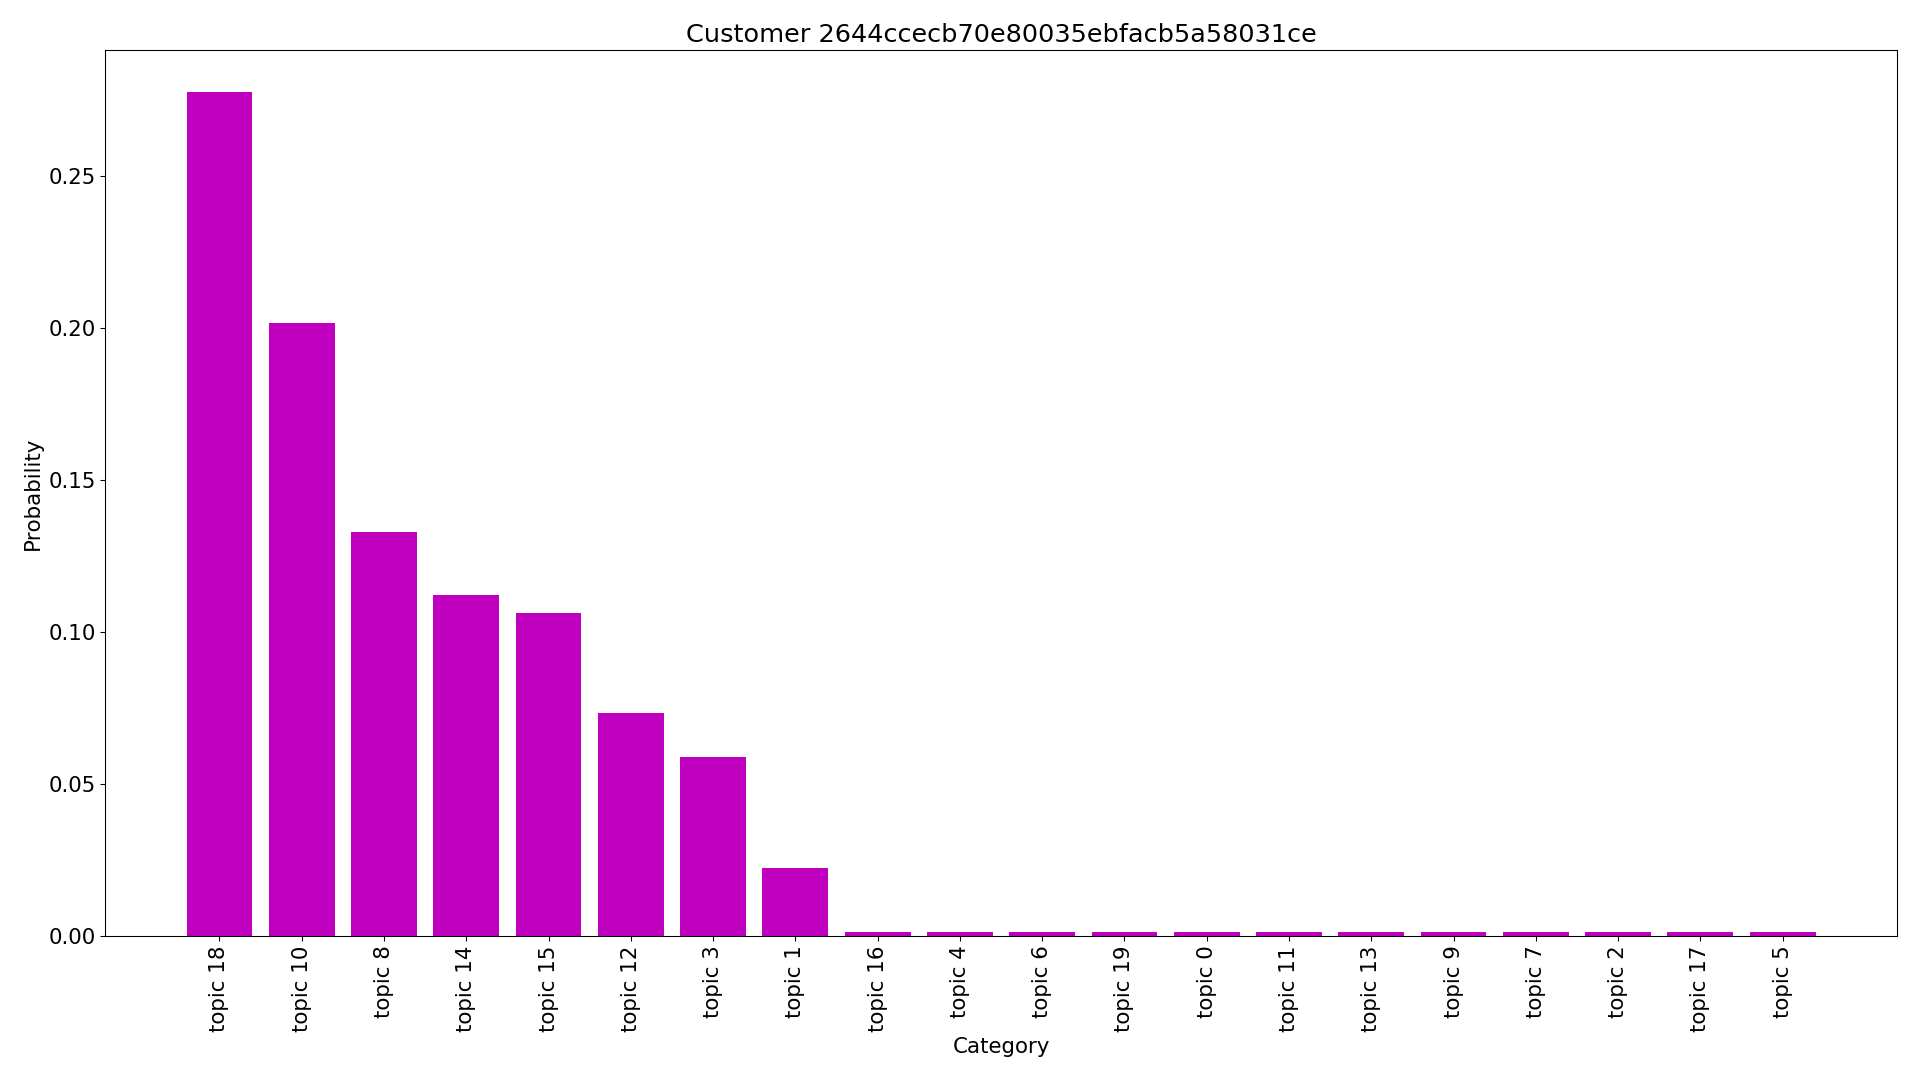 Customer 2644ccecb70e80035ebfacb5a58031ce
Probability
0.25
0.20
0.15
0.10
0.05
0.00
topic 18
topic 10
topic 8
topic 14
topic 15
topic 12
topic 3
topic 1
topic 16
topic 4
topic 6
topic 19
topic 0
topic 11
topic 13
topic 9
topic 7
topic 2
topic 17
topic 5
Category